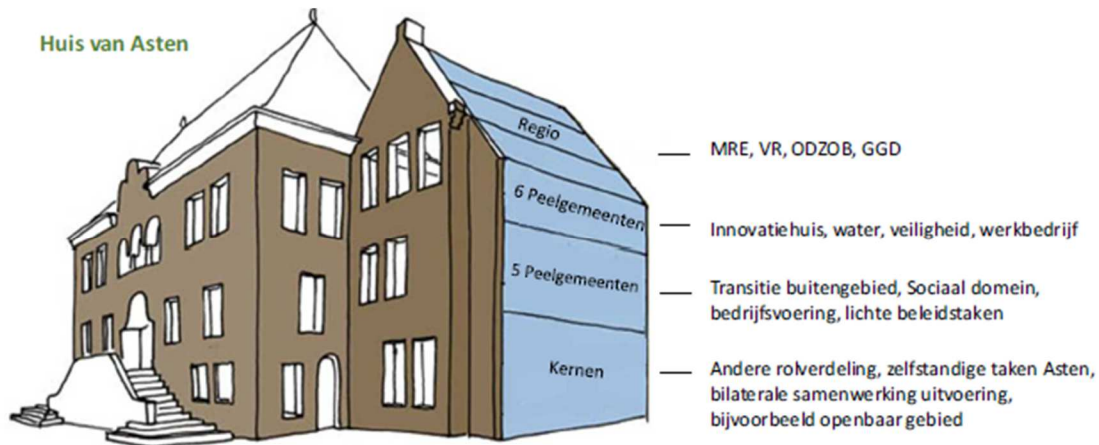 Huis van Asten
Regio
MRE, VR, ODZOB, GGD
6 Peelgemeenten
Innovatiehuis, water, veiligheid, werkbedrijf
5 Peelgemeenten
Transitie buitengebied, Sociaal domein,
bedrijfsvoering, lichte beleidstaken
Kernen
Andere rolverdeling, zelfstandige taken Asten,
bilaterale samenwerking uitvoering,
bijvoorbeeld openbaar gebied